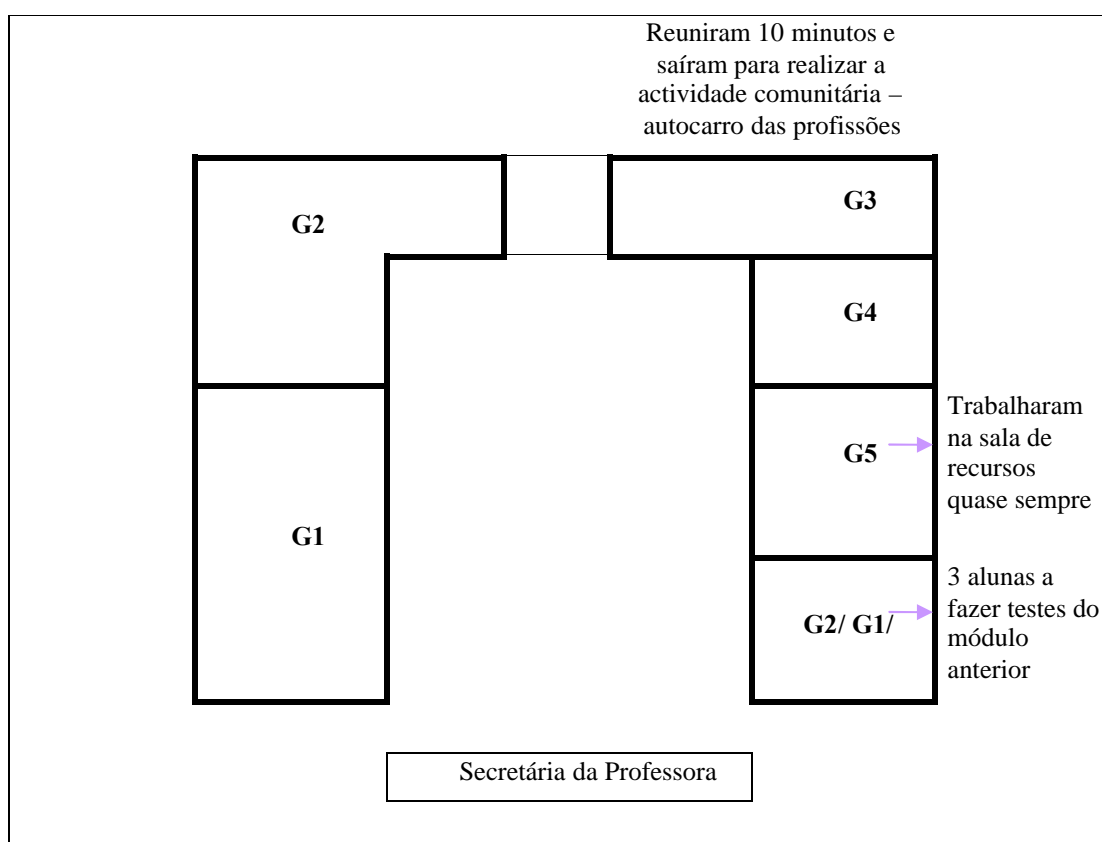 Reuniram 10 minutos e
saíram para realizar a
actividade comunitária –
autocarro das profissões
G2
G3
G4
G5
Trabalharam
na sala de
recursos
quase sempre
G1
G2/ G1/
3 alunas a
fazer testes do
módulo
anterior
Secretária da Professora